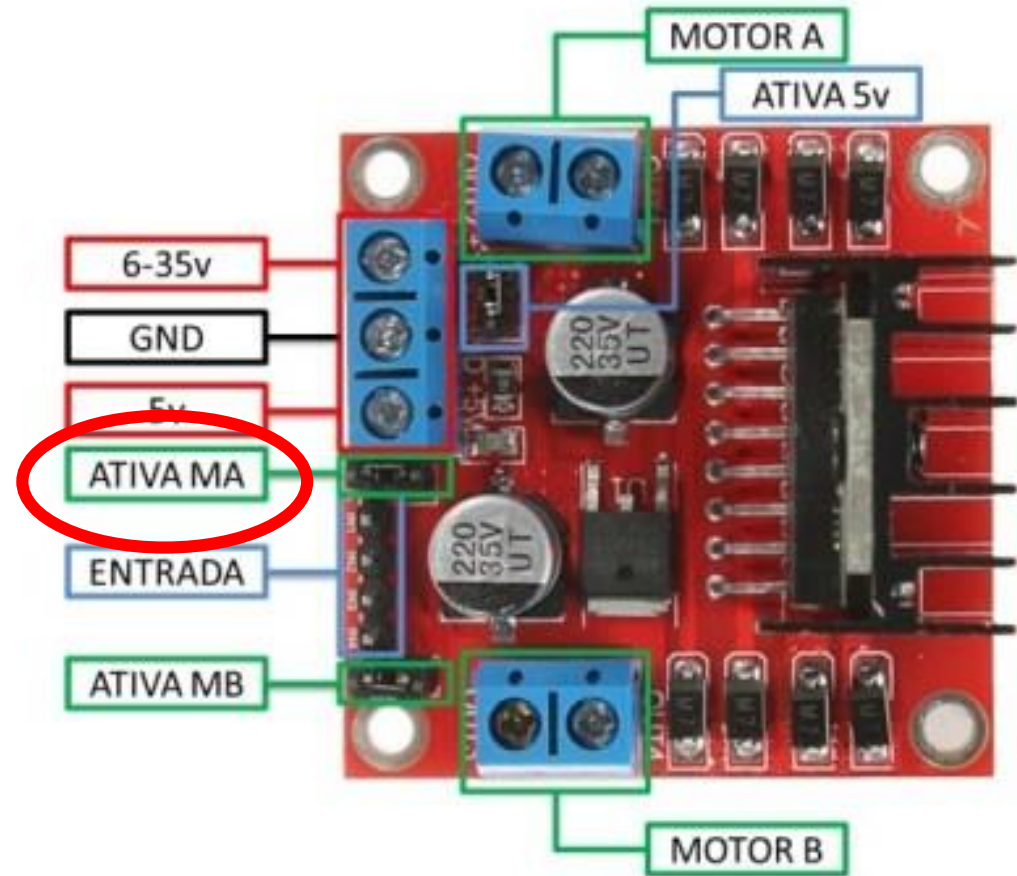 MOTOR A
ATIVA 5v
6-35v
GND
5v
ATIVA MA
ENTRADA
ATIVA MB
MOTOR B
220
35V
UT
220
35V
UT